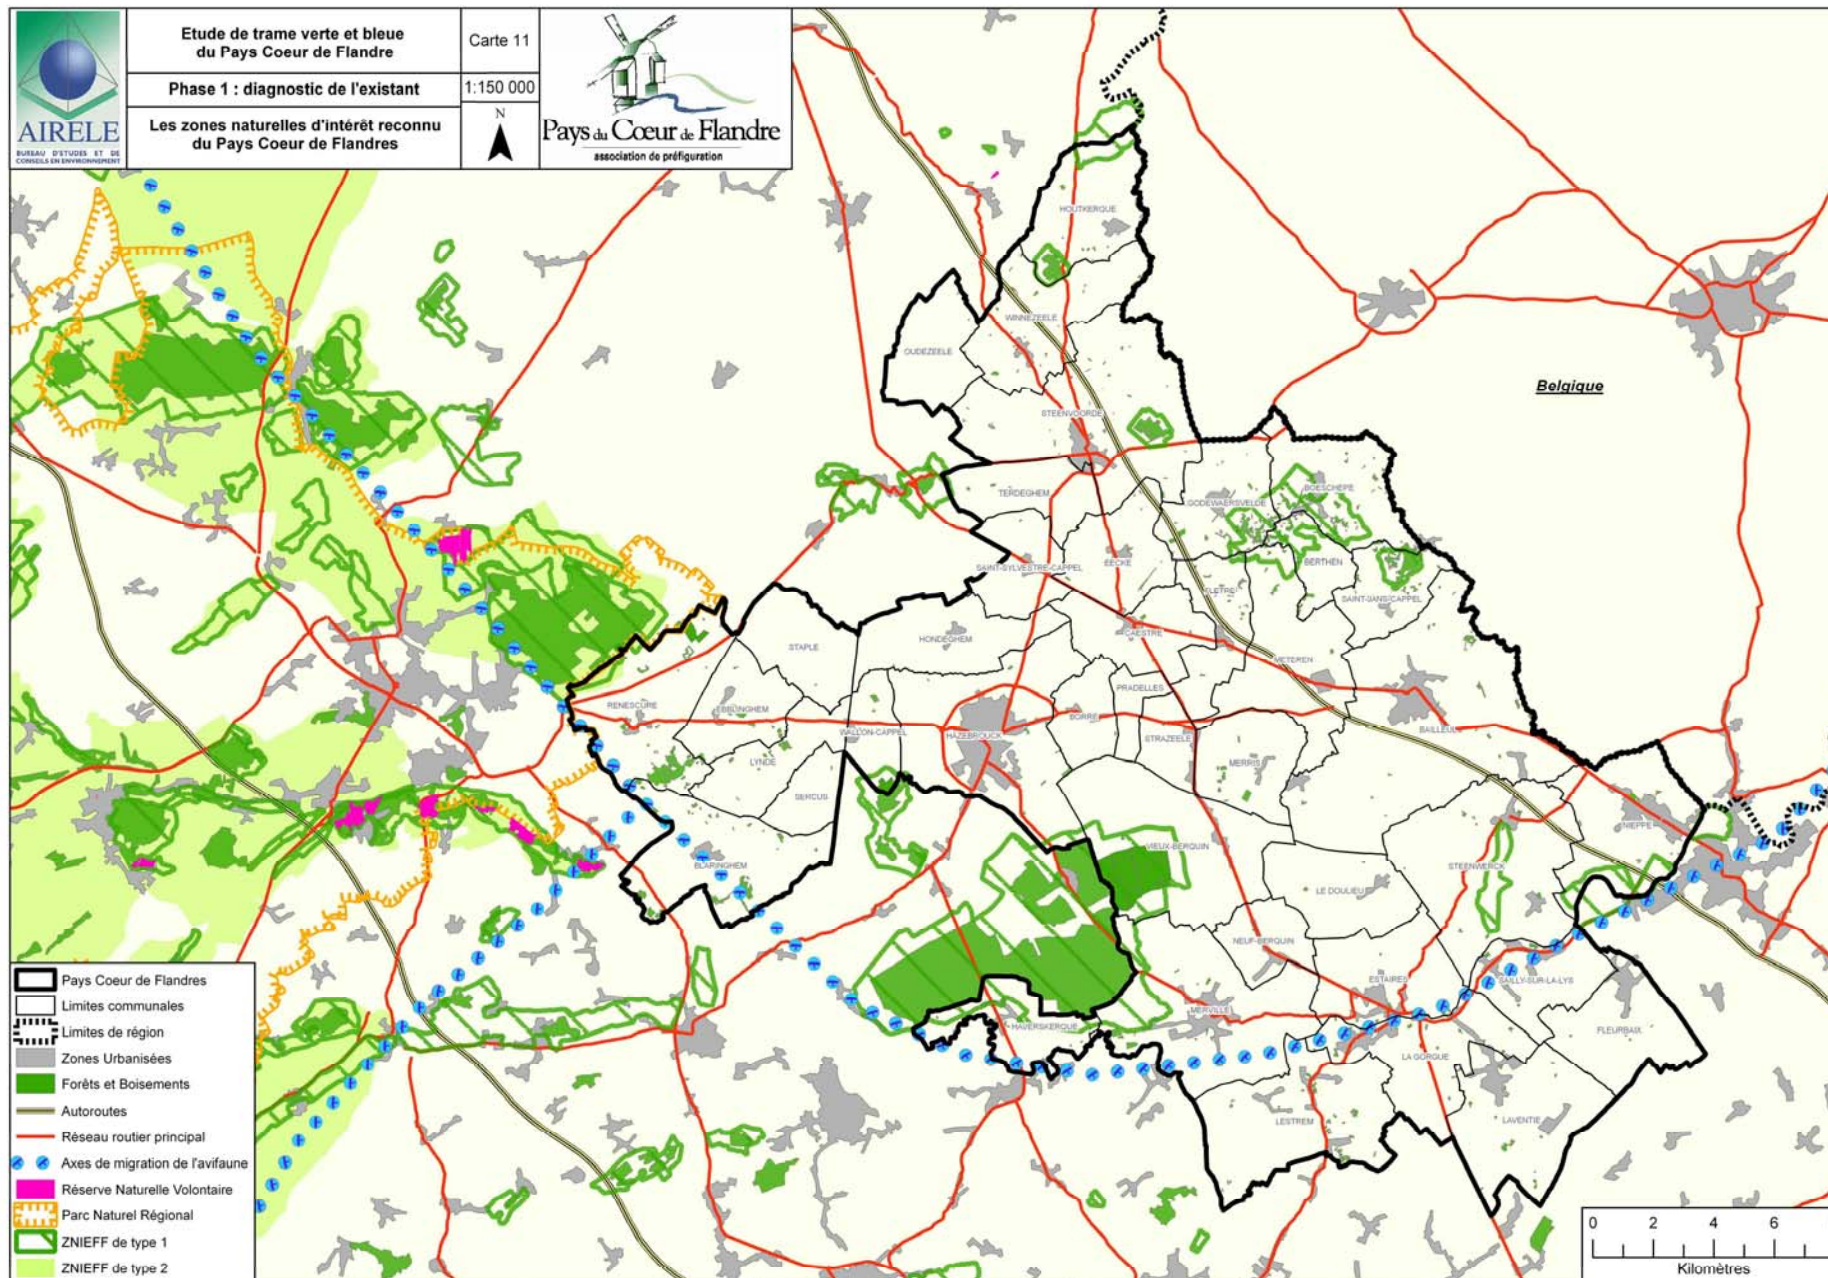 AIRELE
BUREAU D'ETUDES ET DE
CONSEILS EN ENVIRONNEMENT
Etude de trame verte et bleue
du Pays Coeur de Flandre
Phase 1 : diagnostic de l'existant
Les zones naturelles d'intérêt reconnu
du Pays Coeur de Flandres
Carte 11
1:150 000
N
Pays du Cœur de Flandre
association de préfiguration
HOUTKERQUE
WINNEZEELE
OUDEZEELE
Belgique
STEENVOORDE
TERDEGHEM
GODEWAERSVELDE
BOESCHEPE
SAINT-SYLVESTRE-CAPPEL
EECKE
BERTHEN
FLETRE
SAINT-JANS-CAPPEL
STAPLE
HONDEGHEM
CAESTRE
METEREN
PRADELLES
RENESCURE
EBBLINGHEM
WALLON-CAPPEL
HAZEBROUCK
BORRE
STRAZEELE
BAILLEUL
LYNDE
MERRIS
SERCUS
NIEPPE
BLARINGHEM
VIEUX-BERQUIN
STEENWERCK
LE DOULIEU
NEUF-BERQUIN
ESTAIRES
SAILLY-SUR-LA-LYS
MERVILLE
HAVERSKERQUE
FLEURBAIX
LA GORGUE
LESTREM
LAVENTIE
Pays Coeur de Flandres
Limites communales
Limites de région
Zones Urbanisées
Forêts et Boisements
Autoroutes
Réseau routier principal
Axes de migration de l'avifaune
Réserve Naturelle Volontaire
Parc Naturel Régional
ZNIEFF de type 1
ZNIEFF de type 2
0 2 4 6
Kilomètres